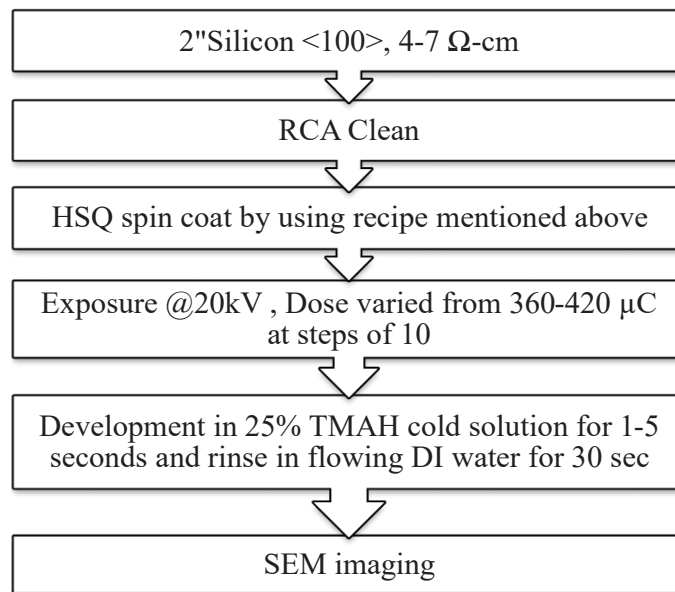 2"Silicon <100>, 4-7 Ω-cm
RCA Clean
HSQ spin coat by using recipe mentioned above
Exposure @20kV , Dose varied from 360-420 µC
at steps of 10
Development in 25% TMAH cold solution for 1-5
seconds and rinse in flowing DI water for 30 sec
SEM imaging